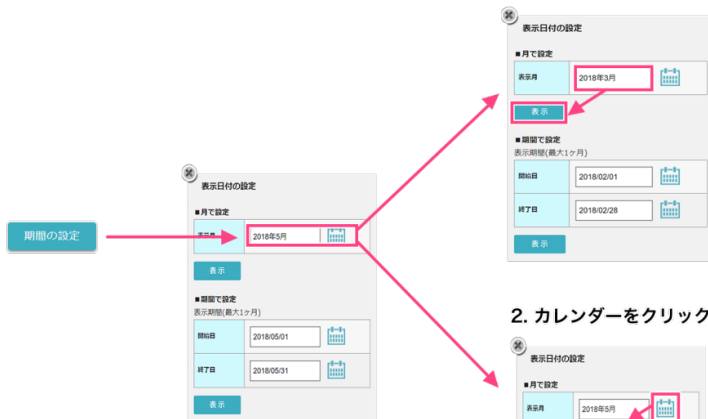 期間の設定
表示日付の設定
■月で設定
表示月
2018年5月
表示
■期間で設定
表示期間(最大1ヶ月)
開始日
2018/05/01
終了日
2018/05/31
表示
表示日付の設定
■月で設定
表示月
2018年3月
表示
■期間で設定
表示期間(最大1ヶ月)
開始日
2018/02/01
終了日
2018/02/28
表示
2. カレンダーをクリック
表示日付の設定
■月で設定
表示月
2018年5月